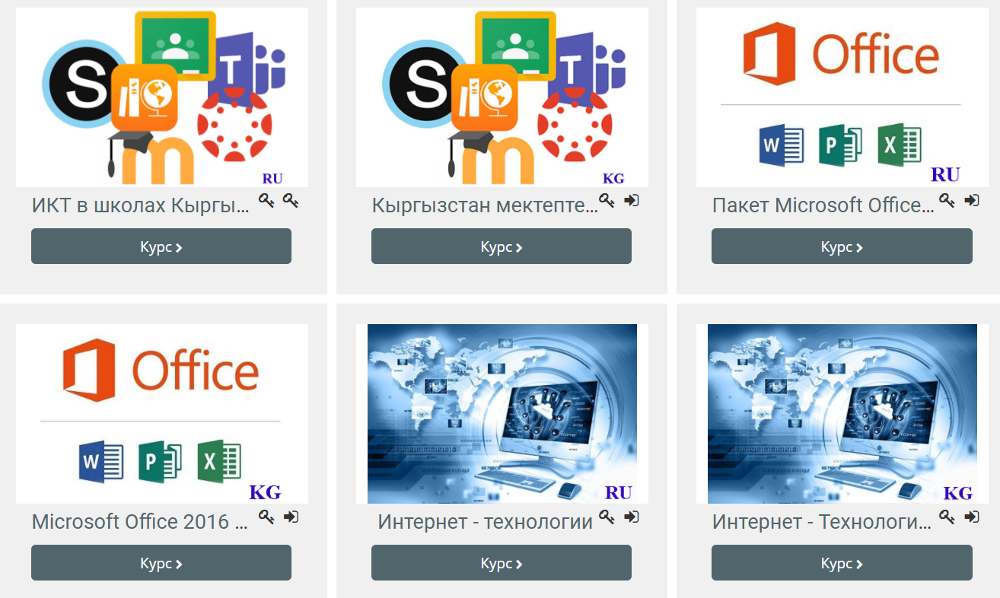 S
T
m
RU
ИКТ в школах Кыргы...
Курс
S
T
m
KG
Кыргызстан мектепте...
Курс
Office
W P X
RU
Пакет Microsoft Office...
Курс
Office
W P X
KG
Microsoft Office 2016 ...
Курс
RU
Интернет - технологии
Курс
KG
Интернет - Технологи...
Курс